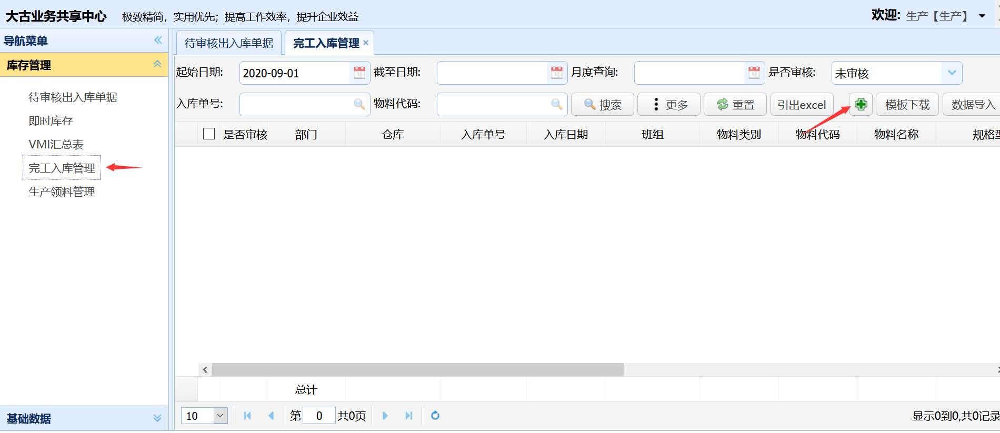 大古业务共享中心 极致精简，实用优先；提高工作效率，提升企业效益 欢迎: 生产【生产】
导航菜单
库存管理
待审核出入库单据
即时库存
VMI汇总表
完工入库管理
生产领料管理
基础数据
待审核出入库单据 完工入库管理
起始日期: 2020-09-01 截至日期: 月度查询: 是否审核: 未审核
入库单号: 物料代码: 搜索 更多 重置 引出excel 模板下载 数据导入
是否审核 部门 仓库 入库单号 入库日期 班组 物料类别 物料代码 物料名称 规格
总计
10 第 0 共0页 显示0到0,共0记录